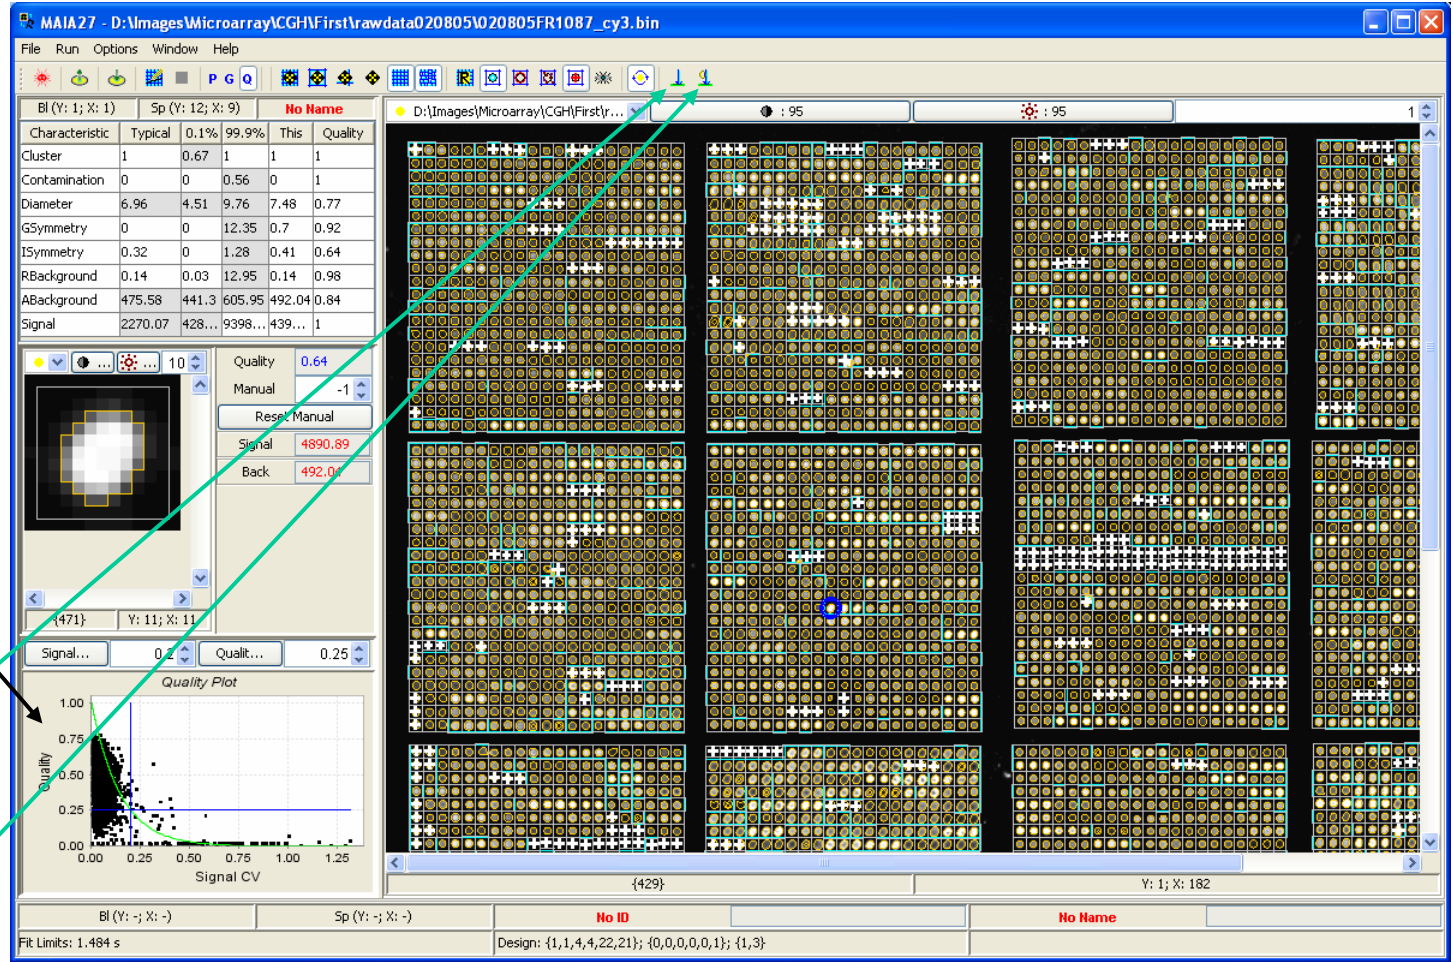 MAIA27 - D:\Images\Microarray\CGH\First\rawdata020805\020805FR1087_cy3.bin
File Run Options Window Help
P G Q
Bl (Y: 1; X: 1) Sp (Y: 12; X: 9) No Name
D:\Images\Microarray\CGH\First\r... : 95 : 95 1
Characteristic Typical 0.1% 99.9% This Quality
Cluster 1 0.67 1 1 1
Contamination 0 0 0.56 0 1
Diameter 6.96 4.51 9.76 7.48 0.77
GSymmetry 0 0 12.35 0.7 0.92
ISymmetry 0.32 0 1.28 0.41 0.64
RBackground 0.14 0.03 12.95 0.14 0.98
ABackground 475.58 441.3 605.95 492.04 0.84
Signal 2270.07 428... 9398... 439... 1
... ... 10
Quality 0.64
Manual -1
Reset Manual
Signal 4890.89
Back 492.04
{471} Y: 11; X: 11
Signal... 0.2 Qualit... 0.25
Quality Plot
1.00
0.75
0.50
0.25
0.00
Quality
0.00 0.25 0.50 0.75 1.00 1.25
Signal CV
{429} Y: 1; X: 182
Bl (Y: -; X: -) Sp (Y: -; X: -) No ID No Name
Fit Limits: 1.484 s Design: {1,1,4,4,22,21}; {0,0,0,0,0,1}; {1,3}